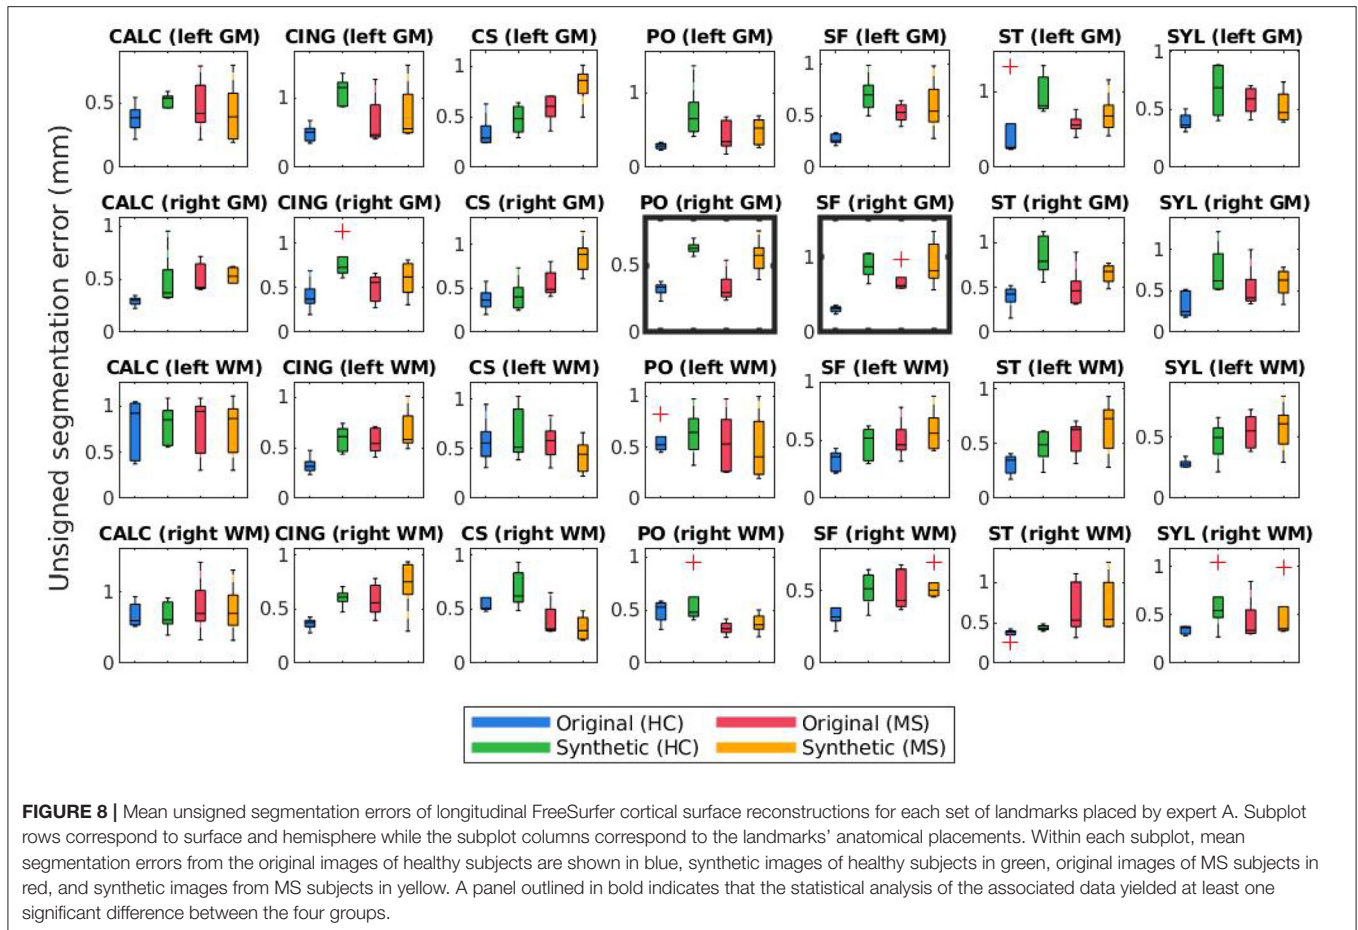 CALC (left GM) CING (left GM) CS (left GM) PO (left GM) SF (left GM) ST (left GM) SYL (left GM)
0.5 0
1 0
1 0.5 0
1 0
1 0.5 0
1 0
1 0.5 0
CALC (right GM) CING (right GM) CS (right GM) PO (right GM) SF (right GM) ST (right GM) SYL (right GM)
1 0.5 0
1 0.5 0
1 0.5 0
0.5 0
1 0.5 0
1 0.5 0
1 0.5 0
Unsigned segmentation error (mm)
CALC (left WM) CING (left WM) CS (left WM) PO (left WM) SF (left WM) ST (left WM) SYL (left WM)
1 0.5 0
1 0.5 0
1 0.5 0
1 0.5 0
1 0.5 0
1 0.5 0
0.5 0
CALC (right WM) CING (right WM) CS (right WM) PO (right WM) SF (right WM) ST (right WM) SYL (right WM)
1 0.5 0
1 0.5 0
1 0.5 0
1 0.5 0
0.5 0
1 0.5 0
1 0.5 0
Original (HC) Original (MS)
Synthetic (HC) Synthetic (MS)
FIGURE 8 | Mean unsigned segmentation errors of longitudinal FreeSurfer cortical surface reconstructions for each set of landmarks placed by expert A. Subplot
rows correspond to surface and hemisphere while the subplot columns correspond to the landmarks’ anatomical placements. Within each subplot, mean
segmentation errors from the original images of healthy subjects are shown in blue, synthetic images of healthy subjects in green, original images of MS subjects in
red, and synthetic images from MS subjects in yellow. A panel outlined in bold indicates that the statistical analysis of the associated data yielded at least one
significant difference between the four groups.